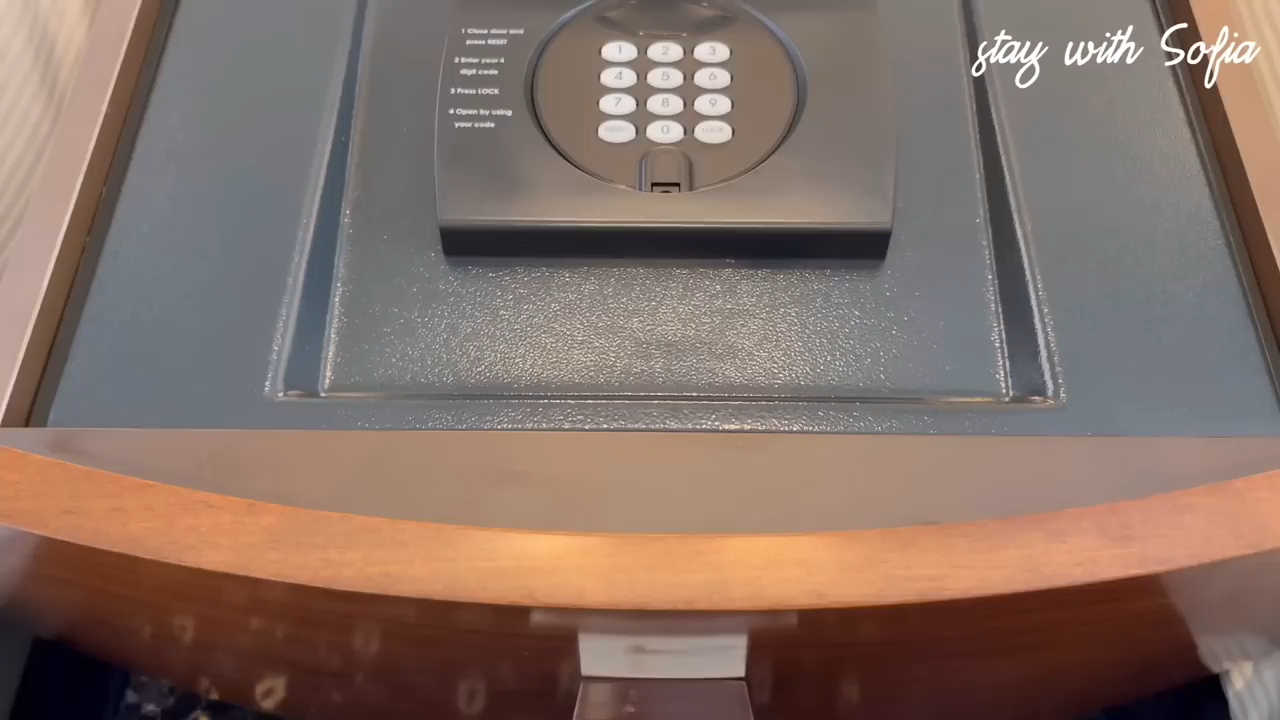 stay with Sofia
1 Close door and
press RESET
2 Enter your 4
digit code
3 Press LOCK
4 Open by using
your code
1 2 3
4 5 6
7 8 9
0